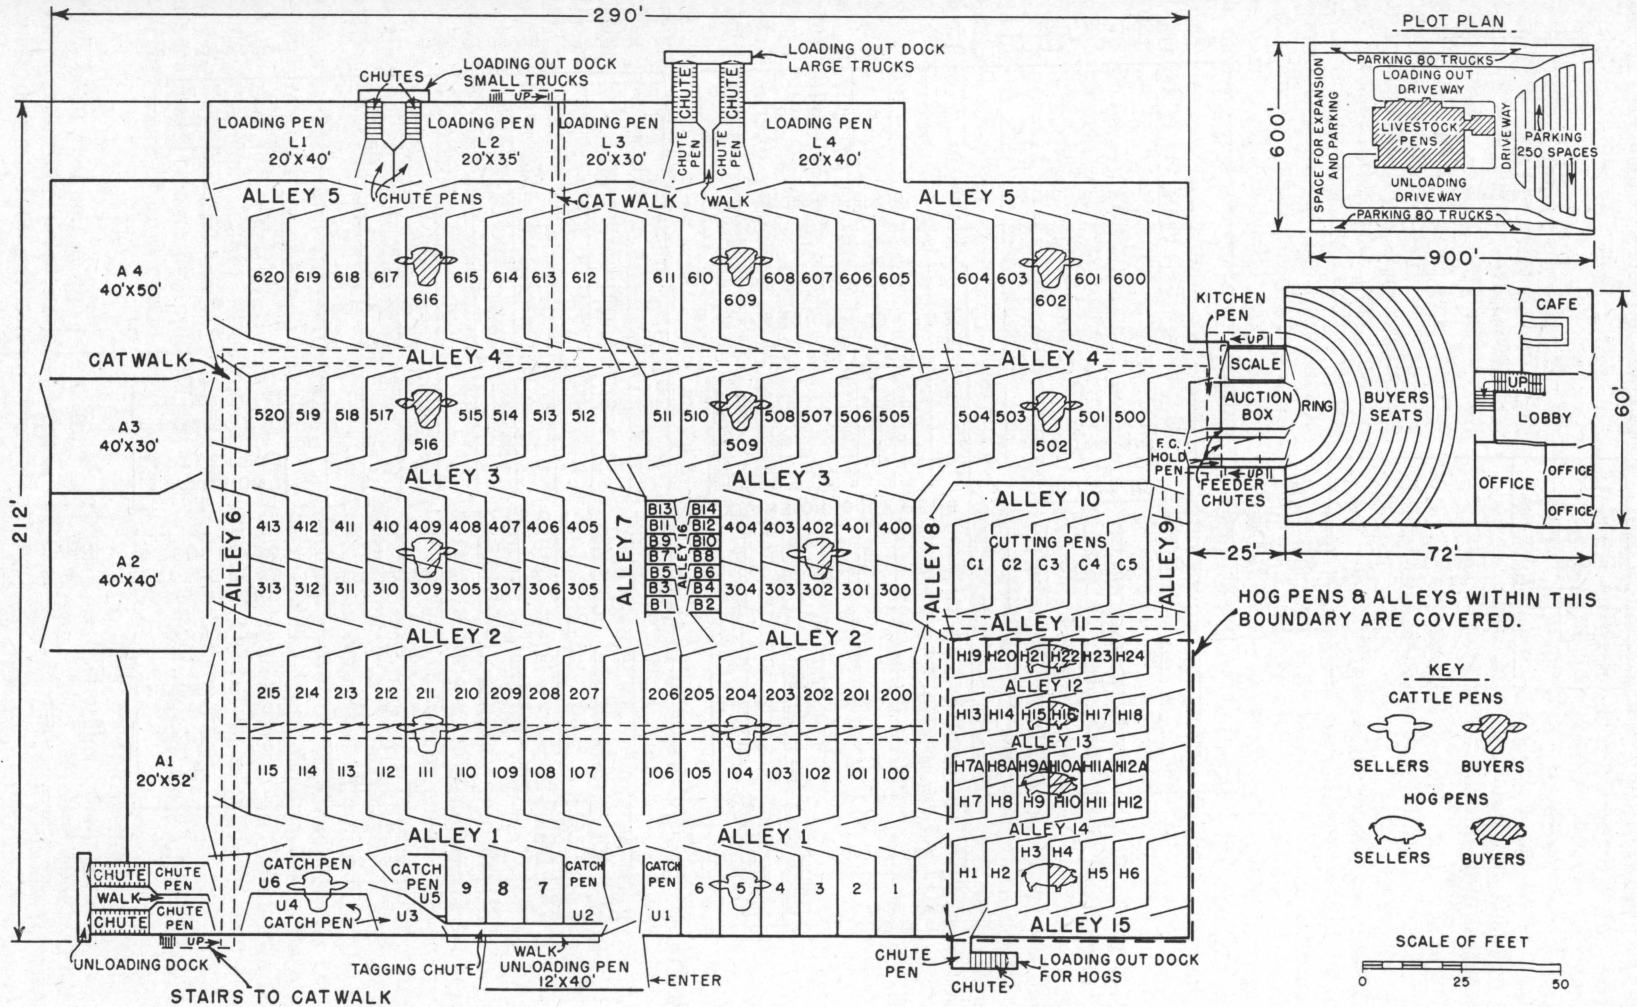 290'
212'
CHUTES
LOADING OUT DOCK
SMALL TRUCKS
UP
LOADING OUT DOCK
LARGE TRUCKS
CHUTE
CHUTE
LOADING PEN
L1
20'X40'
LOADING PEN
L2
20'X35'
LOADING PEN
L3
20'X30'
CHUTE PEN
CHUTE PEN
LOADING PEN
L4
20'X40'
ALLEY 5
CHUTE PENS
CATWALK
WALK
ALLEY 5
A4
40'X50'
620 619 618 617 616 615 614 613 612 611 610 609 608 607 606 605 604 603 602 601 600
CATWALK
ALLEY 4
ALLEY 4
A3
40'X30'
520 519 518 517 516 515 514 513 512 511 510 509 508 507 506 505 504 503 502 501 500
ALLEY 3
ALLEY 3
A2
40'X40'
ALLEY 6
413 412 411 410 409 408 407 406 405
313 312 311 310 309 305 307 306 305
ALLEY 7
B13 B14
B11 B12
B9 B10
B7 B8
B5 B6
B3 B4
B1 B2
ALLEY 16
404 403 402 401 400
304 303 302 301 300
ALLEY 8
ALLEY 10
CUTTING PENS
C1 C2 C3 C4 C5
ALLEY 9
ALLEY 11
ALLEY 2
ALLEY 2
215 214 213 212 211 210 209 208 207 206 205 204 203 202 201 200
A1
20'X52'
115 114 113 112 111 110 109 108 107 106 105 104 103 102 101 100
ALLEY 1
ALLEY 1
H19 H20 H21 H22 H23 H24
ALLEY 12
H13 H14 H15 H16 H17 H18
ALLEY 13
H7A H8A H9A H10A H11A H12A
H7 H8 H9 H10 H11 H12
ALLEY 14
H1 H2 H3 H4 H5 H6
ALLEY 15
CHUTE
CHUTE PEN
WALK
CHUTE
CHUTE PEN
UP
UNLOADING DOCK
STAIRS TO CATWALK
CATCH PEN
U6
U4
CATCH PEN
U3
CATCH PEN
U5
9 8 7
CATCH PEN
U2
CATCH PEN
U1
6 5 4 3 2 1
TAGGING CHUTE
WALK
UNLOADING PEN
12'X40'
ENTER
CHUTE PEN
CHUTE
LOADING OUT DOCK
FOR HOGS
PLOT PLAN
600'
900'
PARKING 80 TRUCKS
LOADING OUT
DRIVEWAY
SPACE FOR EXPANSION
AND PARKING
LIVESTOCK
PENS
DRIVEWAY
PARKING
250 SPACES
UNLOADING
DRIVEWAY
PARKING 80 TRUCKS
KITCHEN
PEN
UP
SCALE
AUCTION
BOX
RING
BUYERS
SEATS
F.C.
HOLD
PEN
UP
FEEDER
CHUTES
CAFE
UP
LOBBY
OFFICE
OFFICE
OFFICE
60'
25'
72'
HOG PENS & ALLEYS WITHIN THIS
BOUNDARY ARE COVERED.
KEY
CATTLE PENS
SELLERS BUYERS
HOG PENS
SELLERS BUYERS
SCALE OF FEET
0 25 50